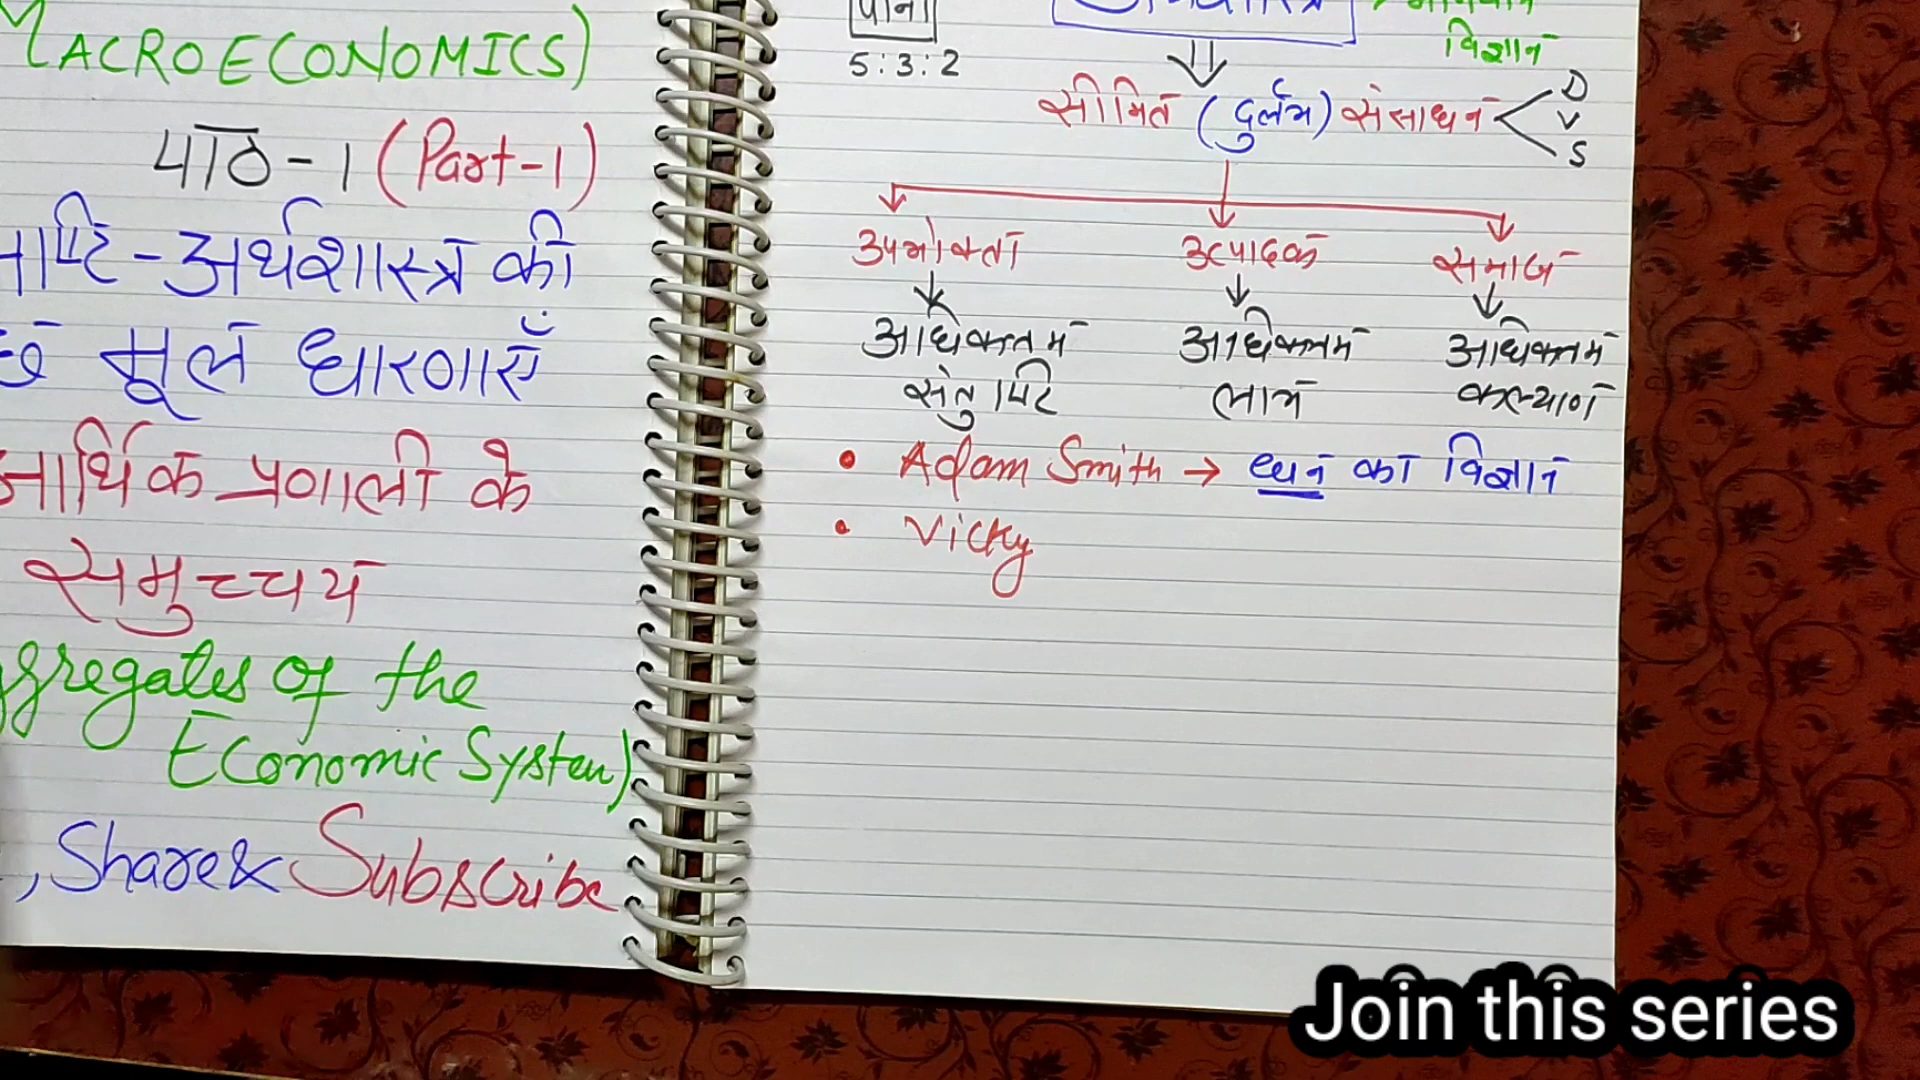 MACROECONOMICS)
पाठ-1 (Part-1)
-अर्थशास्त्र की
मूल धारणाएँ
आर्थिक प्रणाली के
समुच्चय
ggregates of the
Economic System)
, Share & Subscribe
5:3:2
विज्ञान
सीमित (दुर्लभ) संसाधन
D
V
S
उपभोक्ता उत्पादक समाज
अधिकतम अधिकतम अधिकतम
संतुष्टि लाभ कल्याण
• Adam Smith → धन का विज्ञान
• Vicky
Join this series